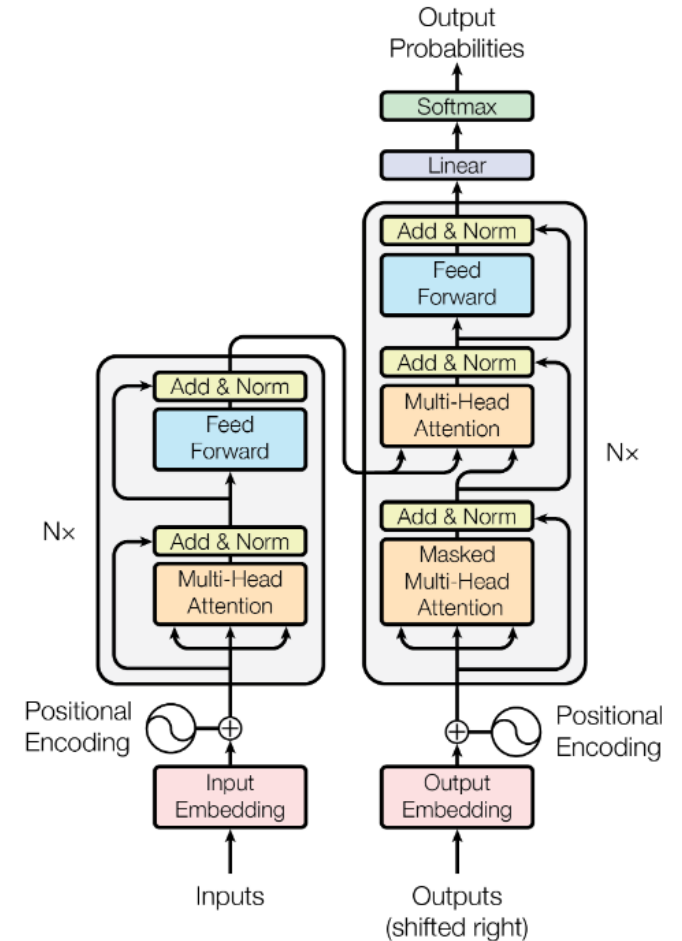 Output
Probabilities
Softmax
Linear
Add & Norm
Feed
Forward
Add & Norm
Multi-Head
Attention
Nx
Add & Norm
Masked
Multi-Head
Attention
Add & Norm
Feed
Forward
Nx
Add & Norm
Multi-Head
Attention
Positional
Encoding
Positional
Encoding
Input
Embedding
Output
Embedding
Inputs
Outputs
(shifted right)